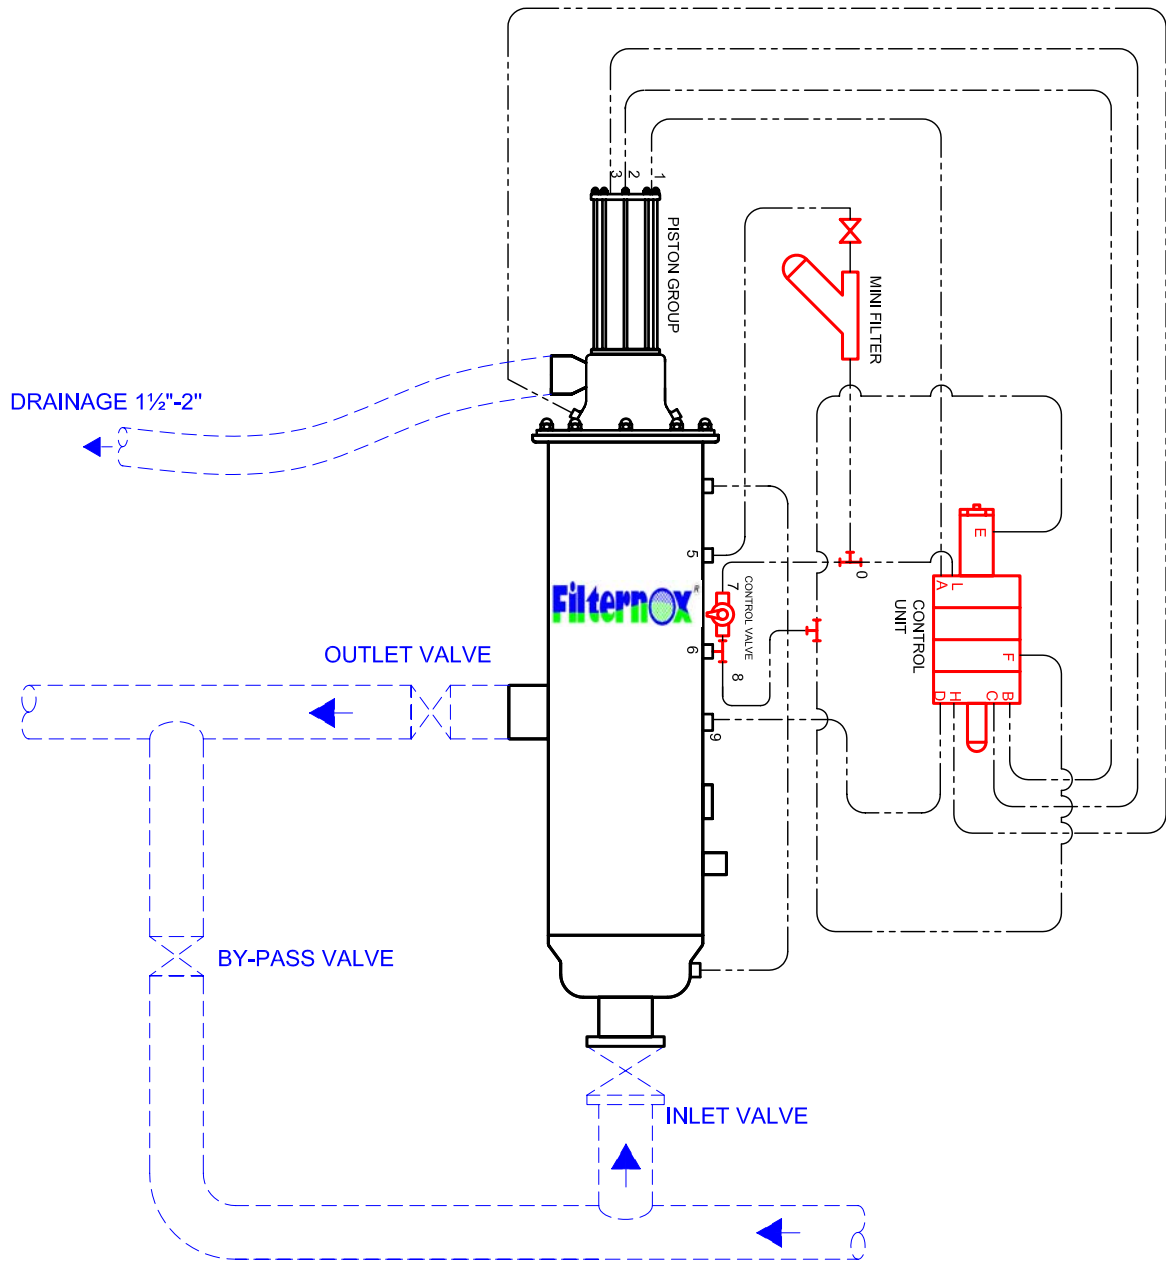 1
2
3
PISTON GROUP
MINI FILTER
DRAINAGE 1½"-2"
E
5
0
L
A
CONTROL
UNIT
7
CONTROL VALVE
Filternox®
6
8
F
OUTLET VALVE
D
H
C
B
9
BY-PASS VALVE
INLET VALVE